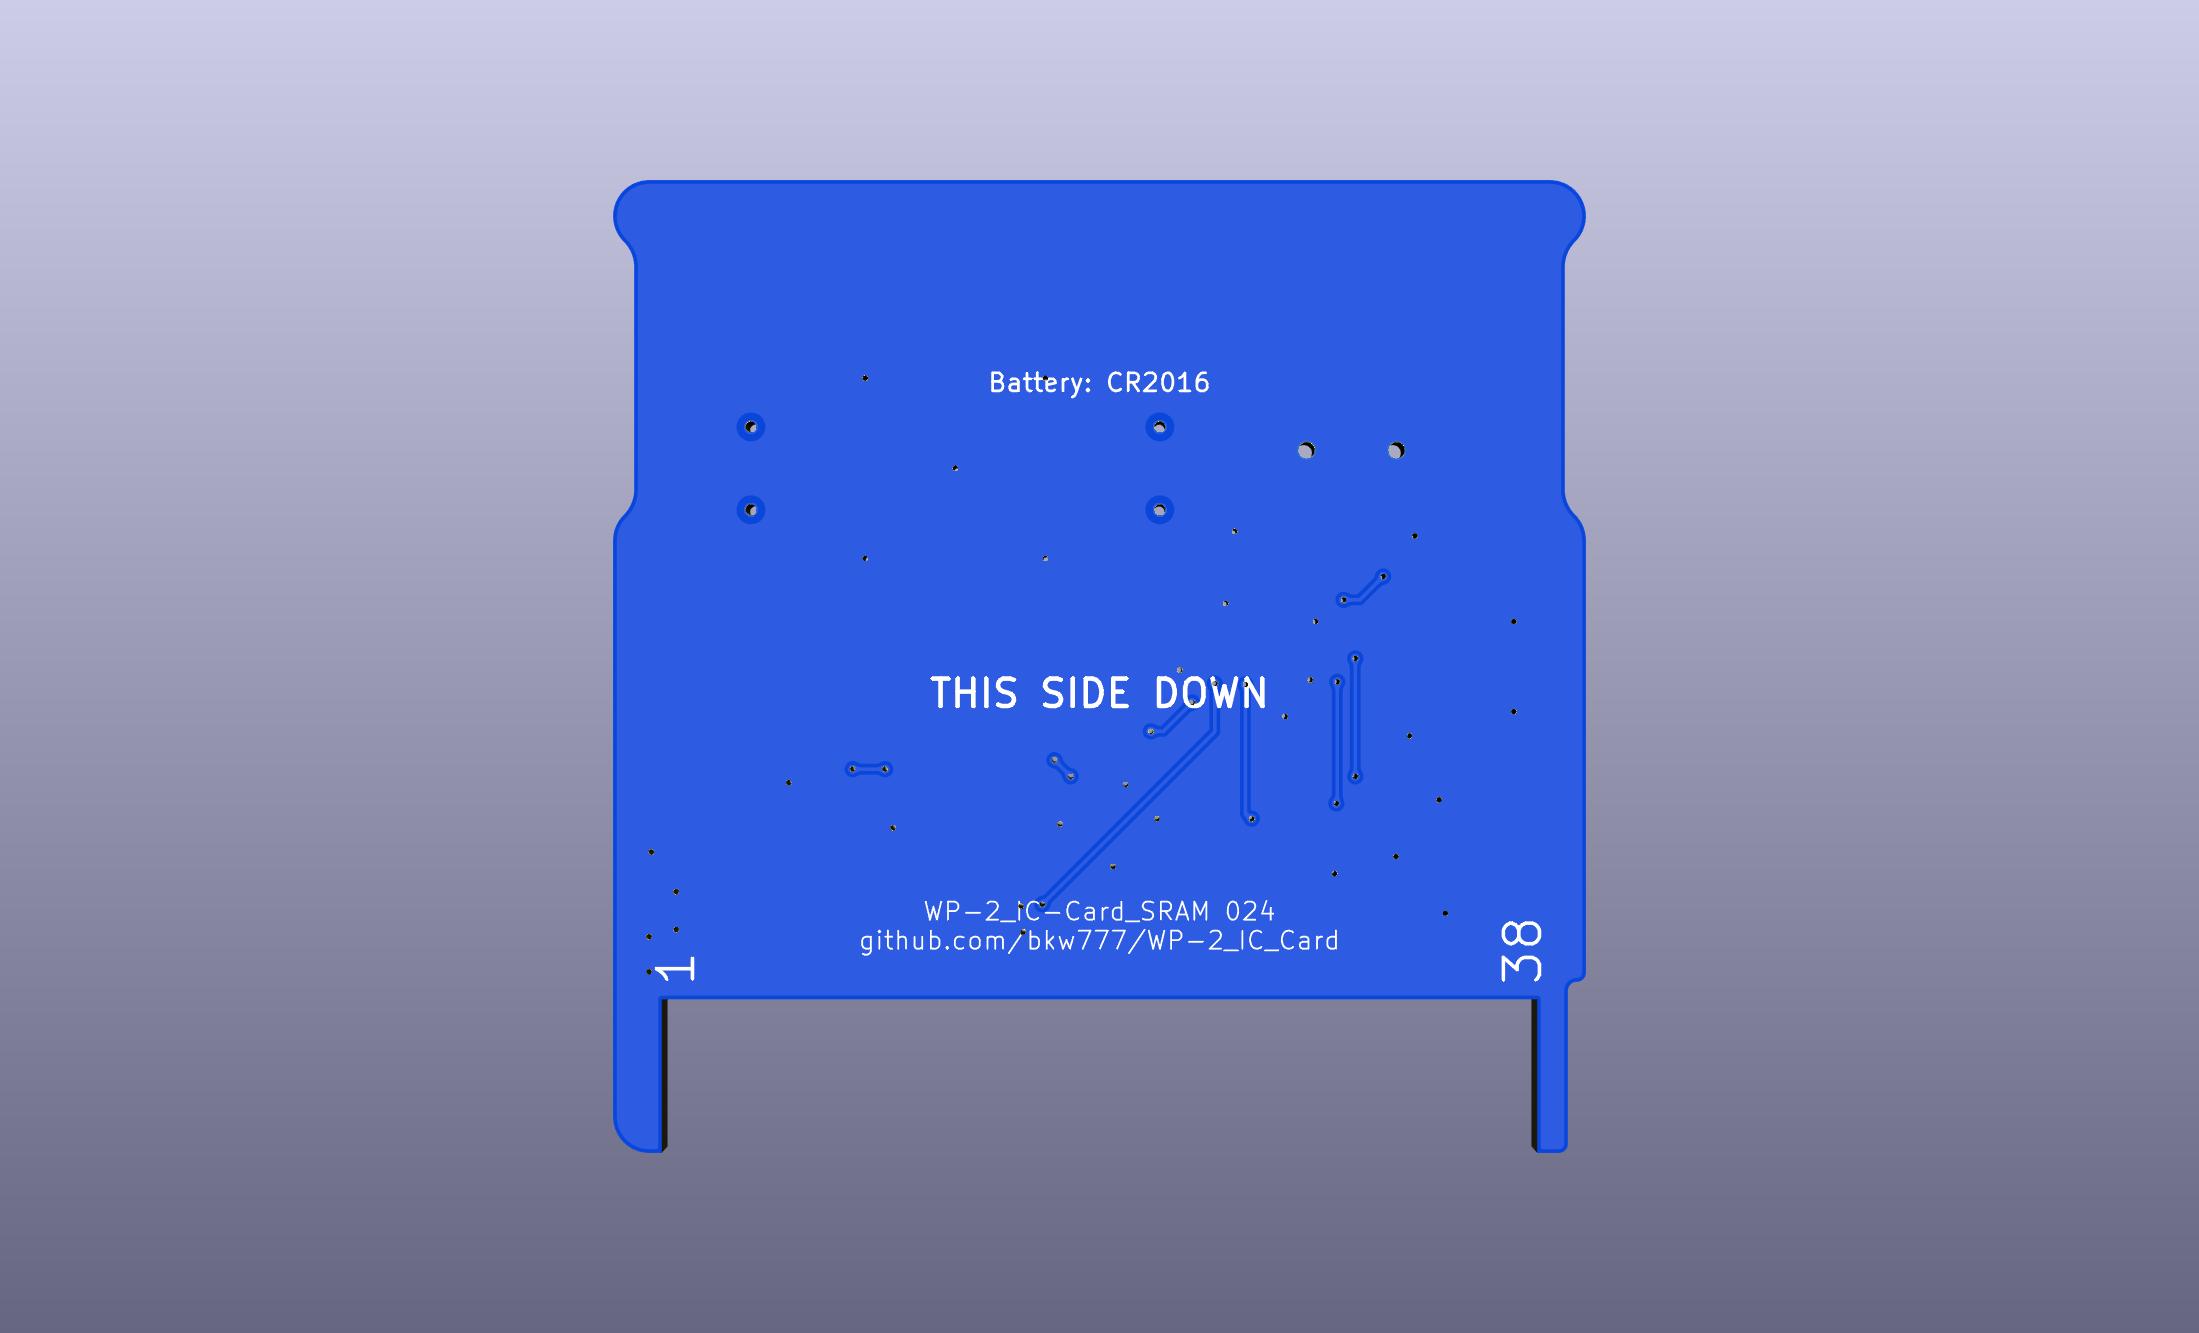 Battery: CR2016
THIS SIDE DOWN
WP-2_IC-Card_SRAM 024
github.com/bkw777/WP-2_IC_Card
1
38